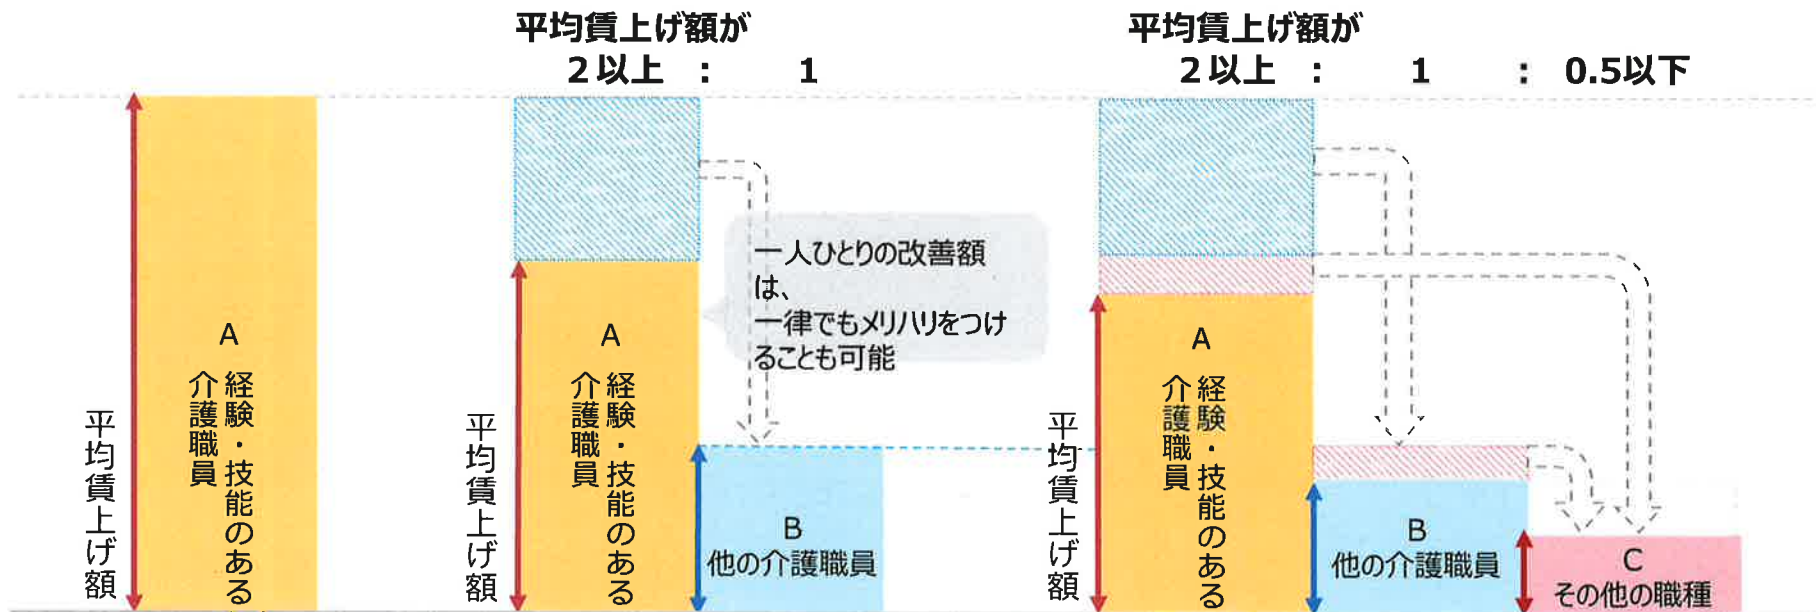 平均賃上げ額が
2以上 : 1
平均賃上げ額が
2以上 : 1 : 0.5以下
平均賃上げ額
A
経験・技能のある
介護職員
平均賃上げ額
A
経験・技能のある
介護職員
一人ひとりの改善額
は、
一律でもメリハリをつけ
ることも可能
B
他の介護職員
平均賃上げ額
A
経験・技能のある
介護職員
B
他の介護職員
C
その他の職種